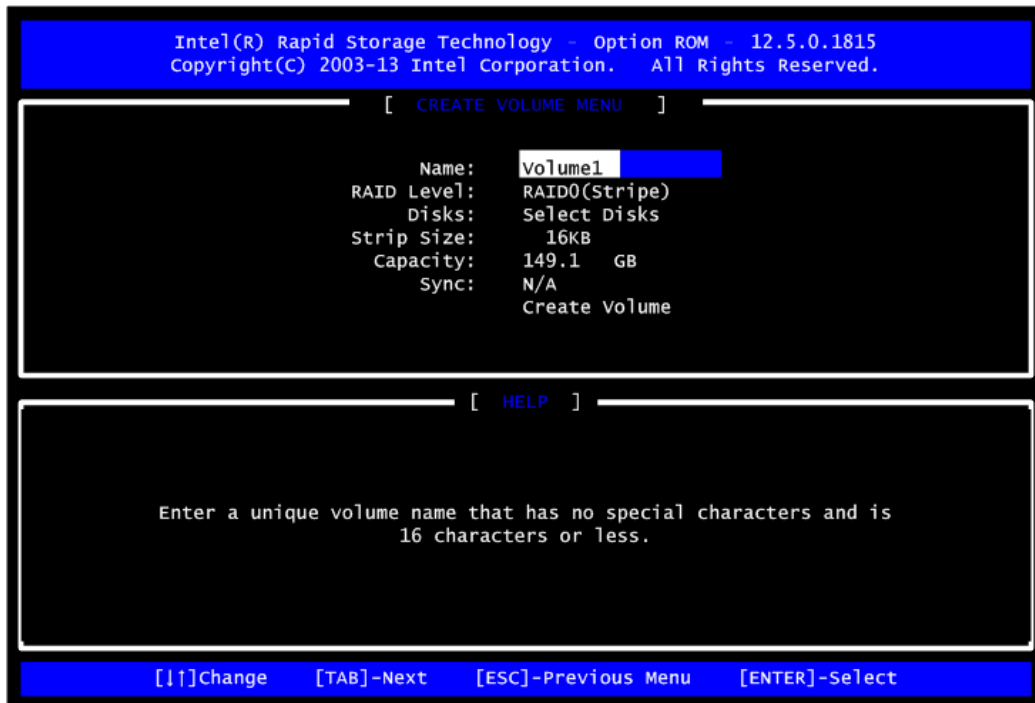 Intel(R) Rapid Storage Technology - Option ROM - 12.5.0.1815
Copyright(C) 2003-13 Intel Corporation. All Rights Reserved.
[ CREATE VOLUME MENU ]
Name: Volume1
RAID Level: RAID0(Stripe)
Disks: Select Disks
Strip Size: 16KB
Capacity: 149.1 GB
Sync: N/A
Create Volume
[ HELP ]
Enter a unique volume name that has no special characters and is
16 characters or less.
[↓↑]Change [TAB]-Next [ESC]-Previous Menu [ENTER]-Select